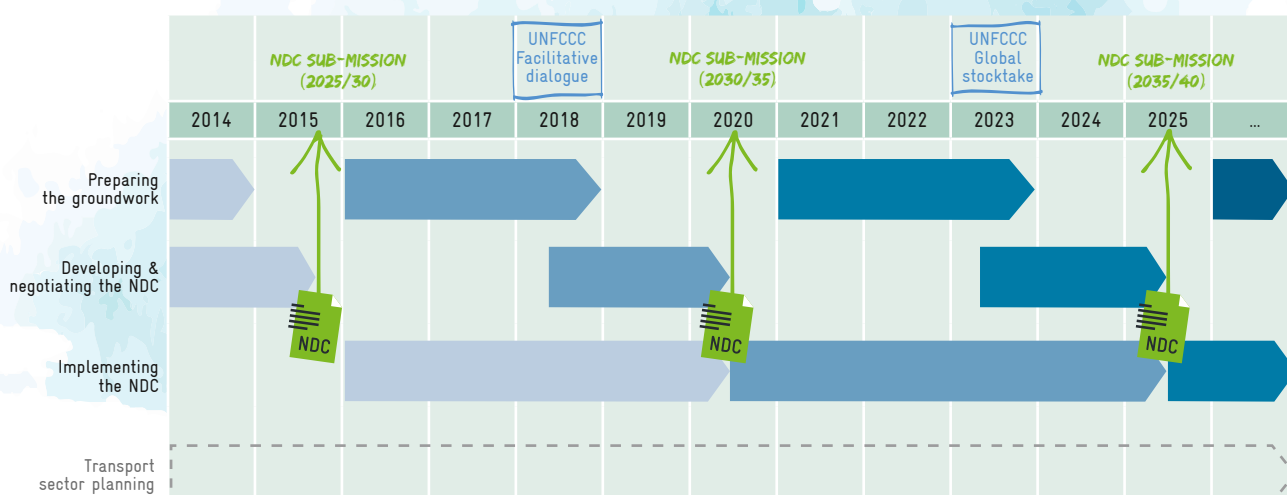 UNFCCC
Facilitative
dialogue
UNFCCC
Global
stocktake
NDC SUB-MISSION
(2025/30)
NDC SUB-MISSION
(2030/35)
NDC SUB-MISSION
(2035/40)
2014 2015 2016 2017 2018 2019 2020 2021 2022 2023 2024 2025 ...
Preparing
the groundwork
Developing &
negotiating the NDC
NDC
NDC
NDC
Implementing
the NDC
Transport
sector planning